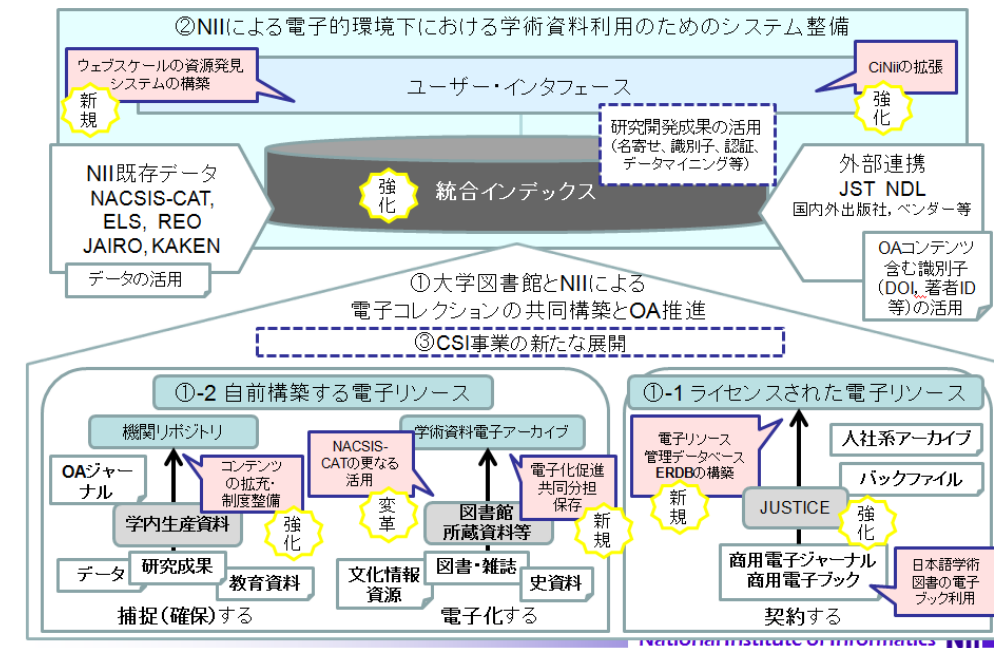 ②NIIによる電子的環境下における学術資料利用のためのシステム整備
ウェブスケールの資源発見
システムの構築
新
規
ユーザー・インタフェース
CiNiiの拡張
強
化
研究開発成果の活用
(名寄せ、識別子、認証、
データマイニング等)
NII既存データ
NACSIS-CAT,
ELS, REO
JAIRO, KAKEN
データの活用
強
化
統合インデックス
外部連携
JST NDL
国内外出版社，ベンダー等
OAコンテンツ
含む識別子
(DOI, 著者ID
等)の活用
①大学図書館とNIIによる
電子コレクションの共同構築とOA推進
③CSI事業の新たな展開
①-2 自前構築する電子リソース
機関リポジトリ
学術資料電子アーカイブ
OAジャ
ーナル
コンテンツ
の拡充・
制度整備
強
化
学内生産資料
データ
研究成果
教育資料
捕捉(確保)する
NACSIS-
CATの更なる
活用
変
革
電子化促進
共同分担
保存
新
規
図書館
所蔵資料等
文化情報
資源
図書・雑誌
史資料
電子化する
①-1 ライセンスされた電子リソース
電子リソース
管理データベース
ERDBの構築
新
規
人社系アーカイブ
バックファイル
JUSTICE
強
化
商用電子ジャーナル
商用電子ブック
日本語学術
図書の電子
ブック利用
契約する
National Institute of Informatics NII